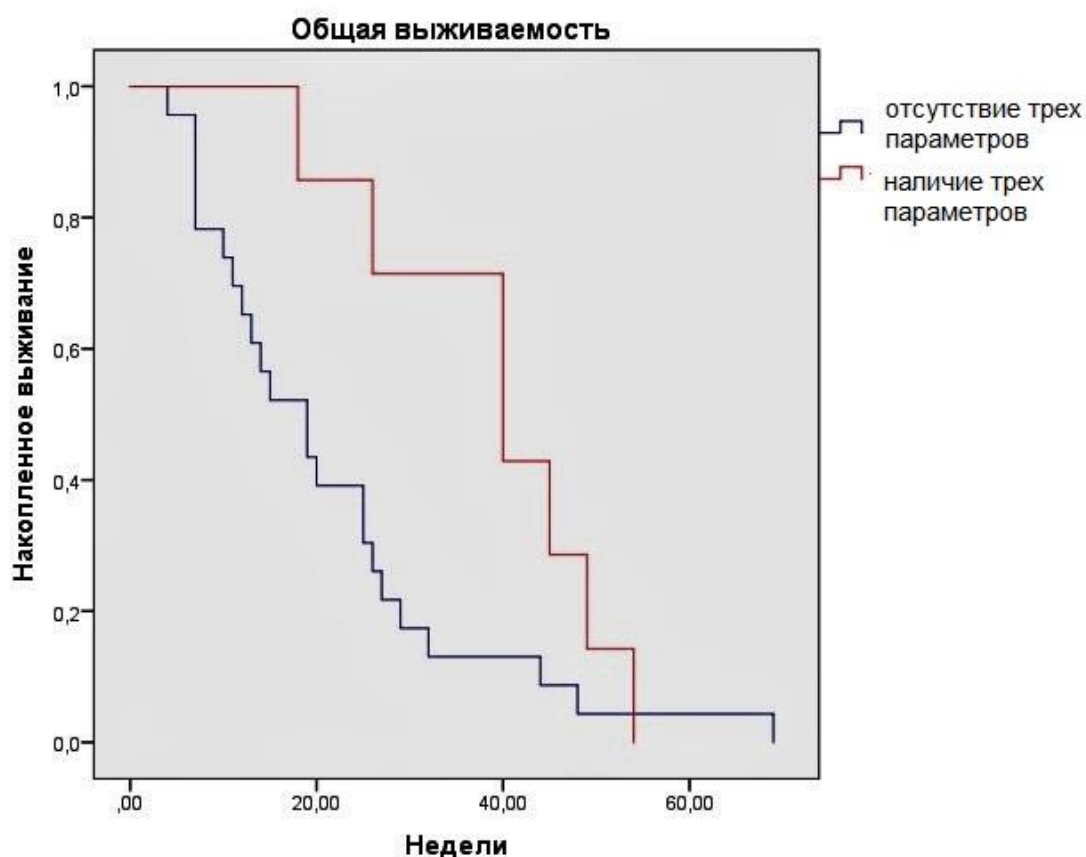 Общая выживаемость
1,0
0,8
0,6
0,4
0,2
0,0
Накопленное выживание
,00
20,00
40,00
60,00
Недели
отсутствие трех
параметров
наличие трех
параметров